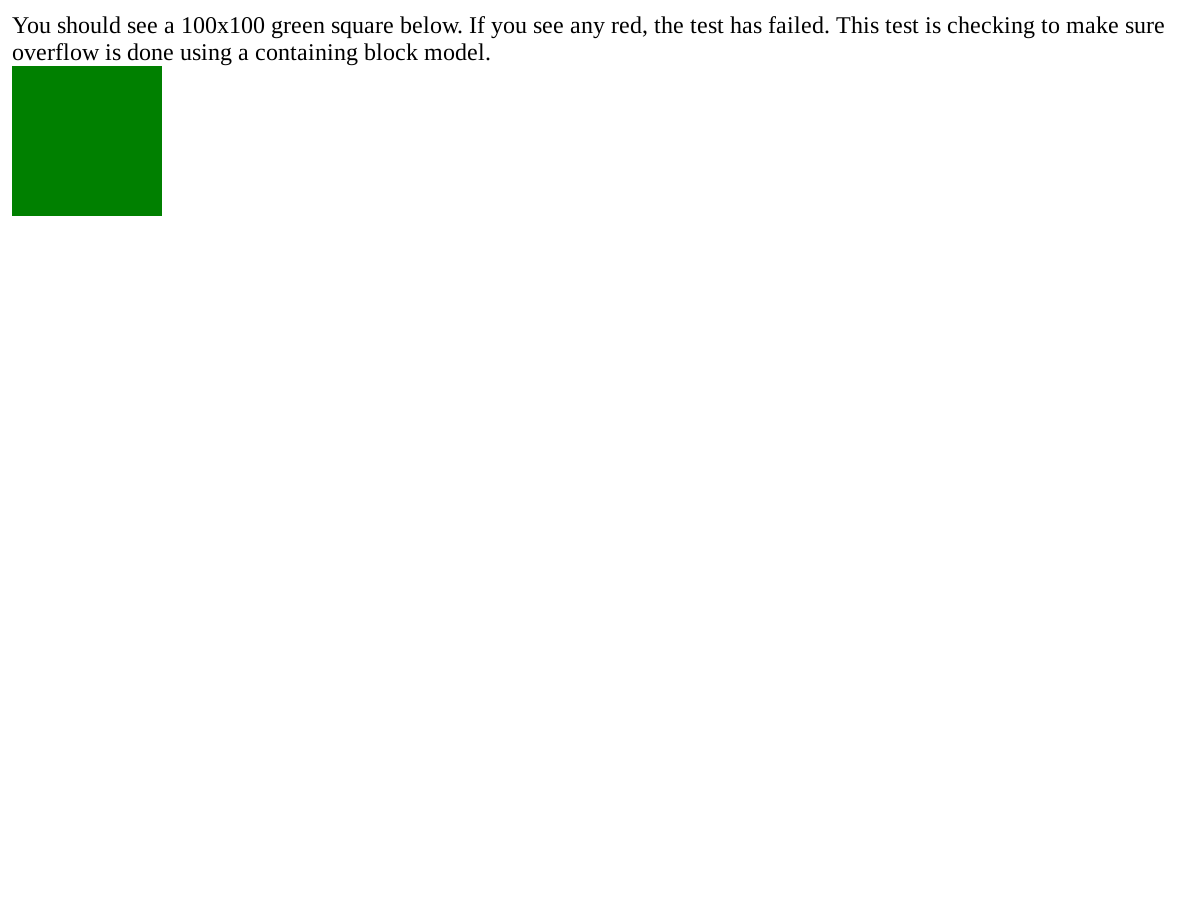 You should see a 100x100 green square below. If you see any red, the test has failed. This test is checking to make sure
overflow is done using a containing block model.